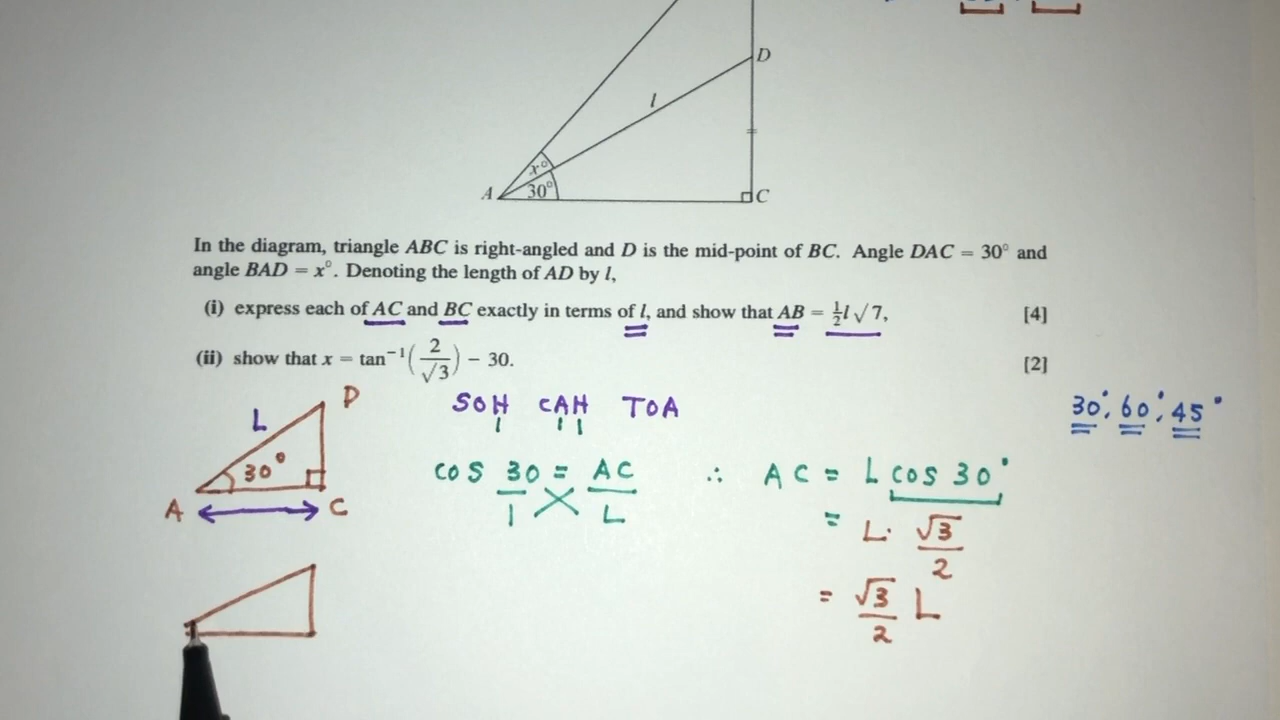 D
l
x°
A
30°
C
In the diagram, triangle ABC is right-angled and D is the mid-point of BC. Angle DAC = 30° and
angle BAD = x°. Denoting the length of AD by l,
(i) express each of AC and BC exactly in terms of l, and show that AB = ½l√7, [4]
(ii) show that x = tan⁻¹(2/√3) − 30. [2]
D
L
30°
A
C
SOH CAH TOA
30°, 60°, 45°
cos 30/1 = AC/L
∴ AC = L cos 30°
= L · √3/2
= √3/2 L